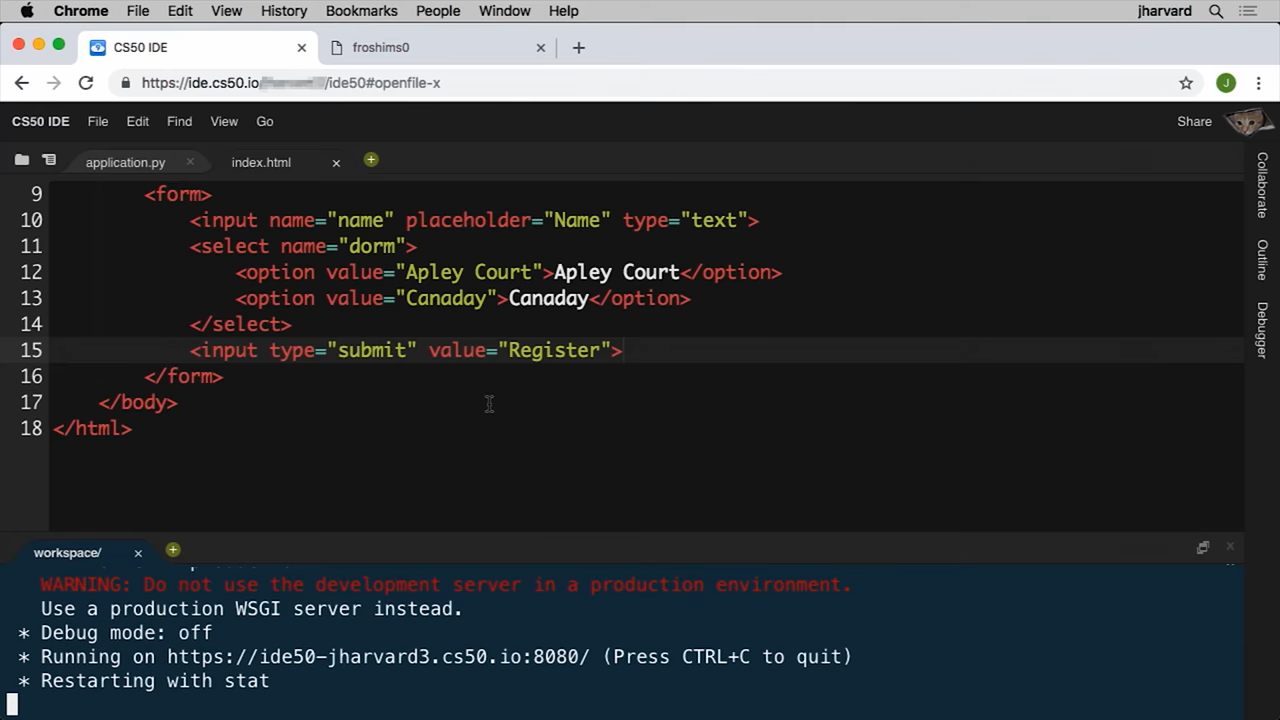 Chrome File Edit View History Bookmarks People Window Help jharvard
CS50 IDE froshims0
https://ide.cs50.io/ /ide50#openfile-x J
CS50 IDE File Edit Find View Go Share
application.py index.html
9 <form>
10 <input name="name" placeholder="Name" type="text">
11 <select name="dorm">
12 <option value="Apley Court">Apley Court</option>
13 <option value="Canaday">Canaday</option>
14 </select>
15 <input type="submit" value="Register">
16 </form>
17 </body>
18 </html>
Collaborate
Outline
Debugger
workspace/
WARNING: Do not use the development server in a production environment.
Use a production WSGI server instead.
* Debug mode: off
* Running on https://ide50-jharvard3.cs50.io:8080/ (Press CTRL+C to quit)
* Restarting with stat